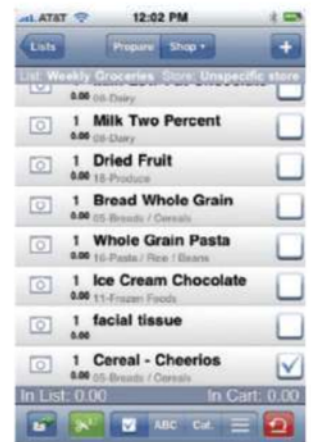 AT&T 12:02 PM
Lists Prepare Shop
List: Weekly Groceries Store: Unspecific store
0.00 08-Dairy
1 Milk Two Percent
0.00 08-Dairy
1 Dried Fruit
0.00 18-Produce
1 Bread Whole Grain
0.00 05-Breads / Cereals
1 Whole Grain Pasta
0.00 16-Pasta / Rice / Beans
1 Ice Cream Chocolate
0.00 11-Frozen Foods
1 facial tissue
0.00
1 Cereal - Cheerios
0.00 05-Breads / Cereals
In List: 0.00 In Cart: 0.00
ABC Cat.